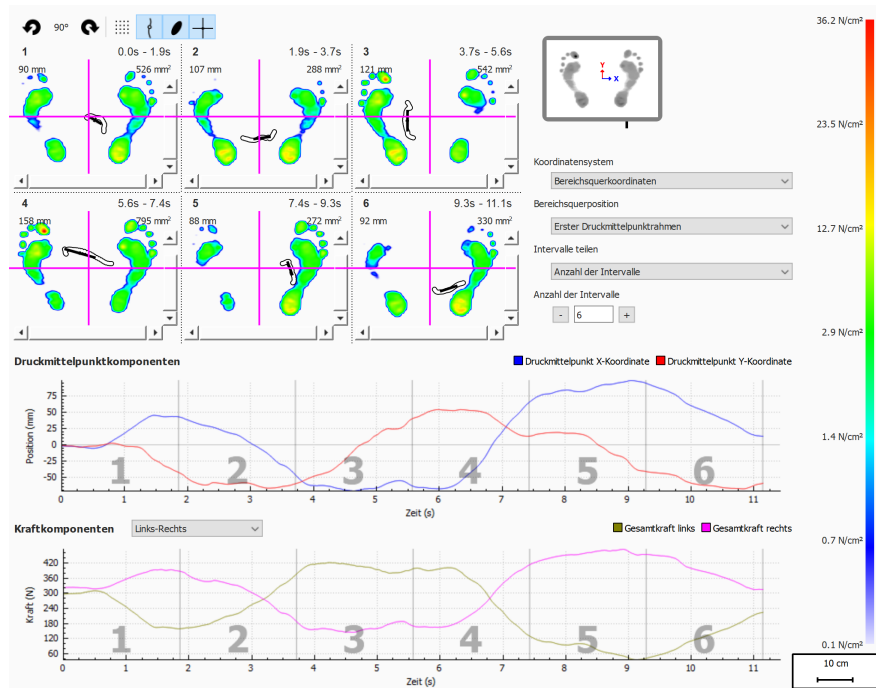 90°
1 0.0s - 1.9s
90 mm 526 mm²
2 1.9s - 3.7s
107 mm 288 mm²
3 3.7s - 5.6s
121 mm 542 mm²
4 5.6s - 7.4s
158 mm 795 mm²
5 7.4s - 9.3s
88 mm 272 mm²
6 9.3s - 11.1s
92 mm 330 mm²
Y
X
Koordinatensystem
Bereichsquerkoordinaten
Bereichsquerposition
Erster Druckmittelpunktrahmen
Intervalle teilen
Anzahl der Intervalle
Anzahl der Intervalle
- 6 +
36.2 N/cm²
23.5 N/cm²
12.7 N/cm²
2.9 N/cm²
1.4 N/cm²
0.7 N/cm²
0.1 N/cm²
10 cm
Druckmittelpunktkomponenten
Druckmittelpunkt X-Koordinate Druckmittelpunkt Y-Koordinate
Position (mm)
75
50
25
0
-25
-50
1 2 3 4 5 6
0 1 2 3 4 5 6 7 8 9 10 11
Zeit (s)
Kraftkomponenten Links-Rechts
Gesamtkraft links Gesamtkraft rechts
Kraft (N)
420
360
300
240
180
120
60
1 2 3 4 5 6
0 1 2 3 4 5 6 7 8 9 10 11
Zeit (s)